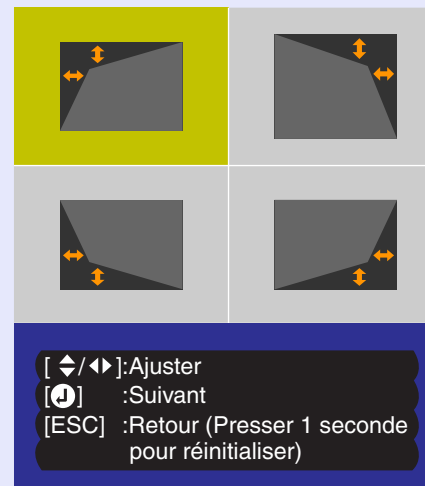 [ ⬍/⬌ ]:Ajuster
[↵] :Suivant
[ESC] :Retour (Presser 1 seconde
pour réinitialiser)